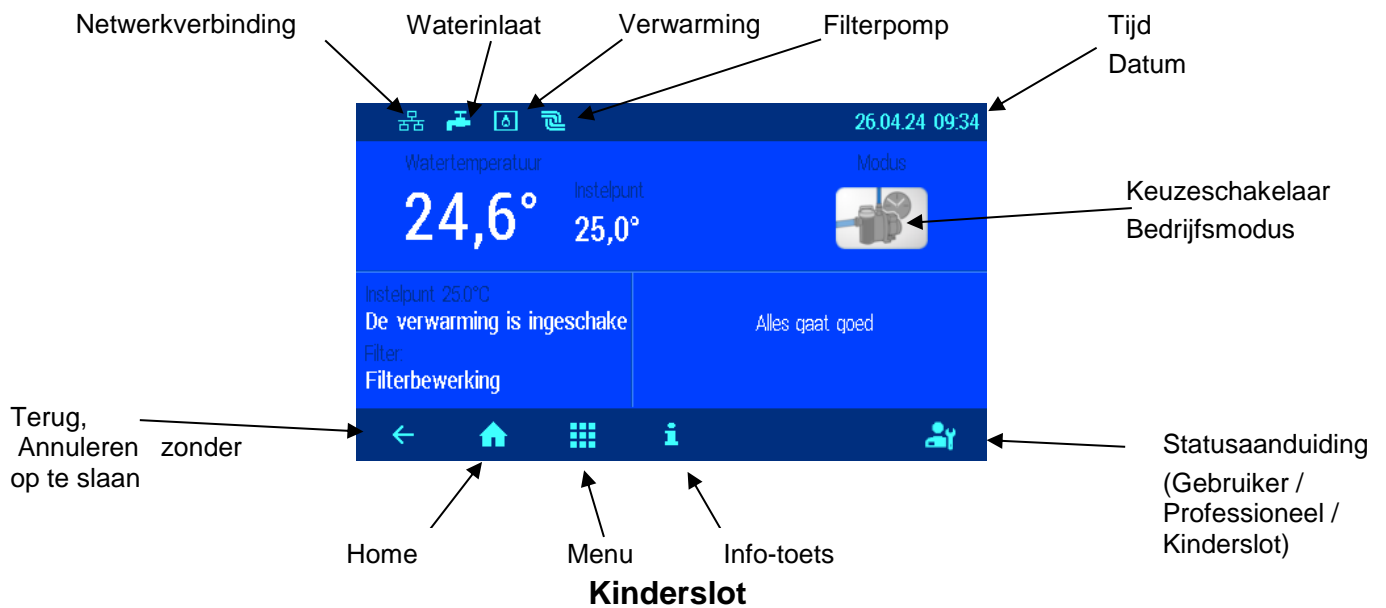 Netwerkverbinding
Waterinlaat
Verwarming
Filterpomp
Tijd
Datum
26.04.24 09:34
Watertemperatuur
24,6°
Instelpunt
25,0°
Modus
Keuzeschakelaar
Bedrijfsmodus
Instelpunt 25.0°C
De verwarming is ingeschake
Filter:
Filterbewerking
Alles gaat goed
Terug,
Annuleren zonder
op te slaan
Statusaanduiding
(Gebruiker /
Professioneel /
Kinderslot)
Home
Menu
Info-toets
Kinderslot